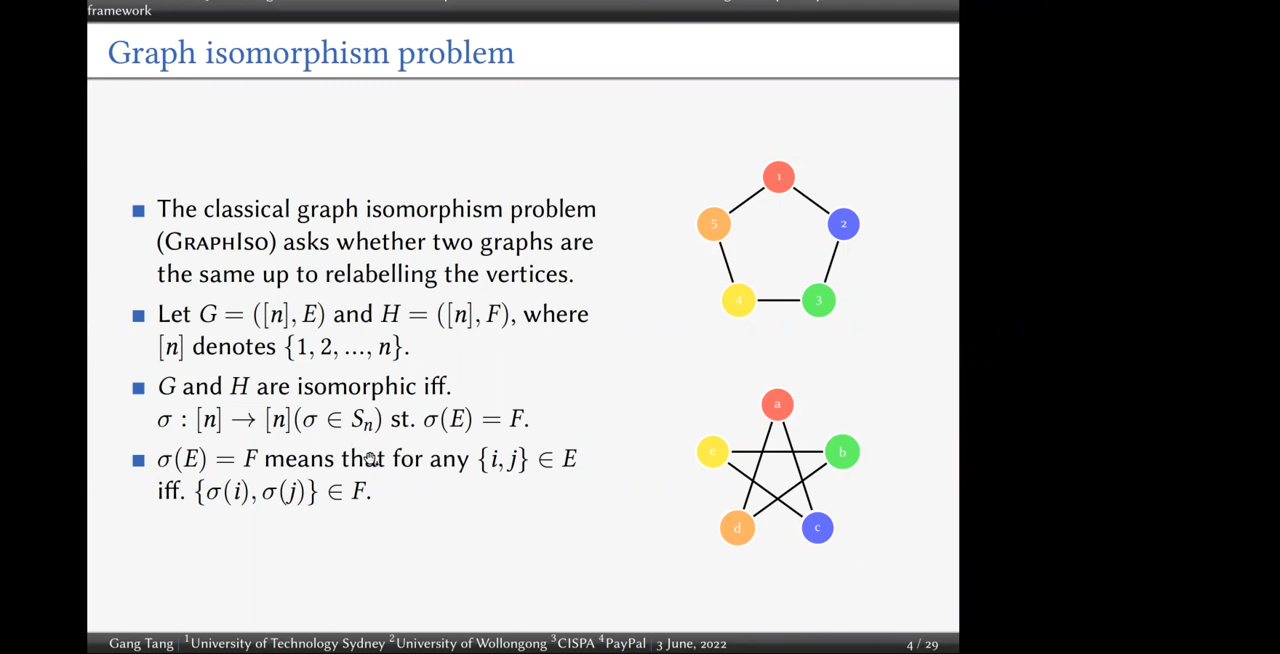 framework
Graph isomorphism problem
The classical graph isomorphism problem
(GRAPHISO) asks whether two graphs are
the same up to relabelling the vertices.
Let G = ([n], E) and H = ([n], F), where
[n] denotes {1, 2, ..., n}.
G and H are isomorphic iff.
σ : [n] → [n](σ ∈ Sₙ) st. σ(E) = F.
σ(E) = F means that for any {i, j} ∈ E
iff. {σ(i), σ(j)} ∈ F.
1
5
2
4
3
a
e
b
d
c
Gang Tang | ¹University of Technology Sydney ²University of Wollongong ³CISPA ⁴PayPal | 3 June, 2022
4 / 29